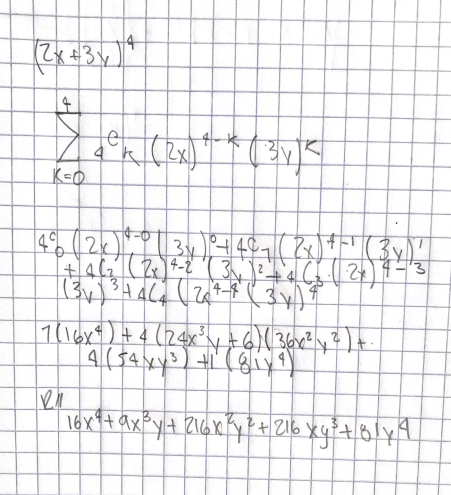 (2x+3y)^4
4
∑ 4Ck (2x)^4-k (3y)^k
K=0
4C0 (2x)^4-0 (3y)^0 + 4C1 (2x)^4-1 (3y)^1
+ 4C2 (2x)^4-2 (3y)^2 + 4C3 (2x)^4-3
(3y)^3 + 4C4 (2x^4-4 (3y)^4
1(16x^4) + 4(24x^3y + 6)(36x^2y^2) +
4(54xy^3) + 1(81y^4)
R//
16x^4 + 9x^3y + 216x^2y^2 + 216xy^3 + 81y^4